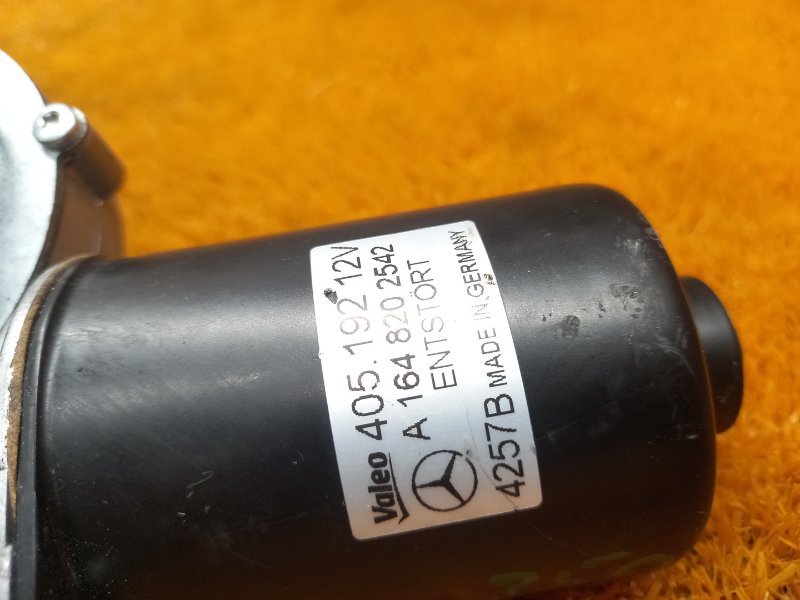 Valeo 405.192 12V
A 164 820 2542
ENTSTÖRT
4257B MADE IN GERMANY